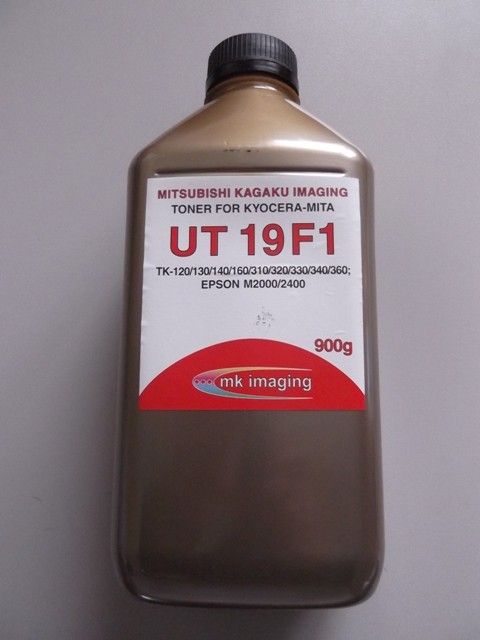 MITSUBISHI KAGAKU IMAGING
TONER FOR KYOCERA-MITA
UT 19F1
TK-120/130/140/160/310/320/330/340/360;
EPSON M2000/2400
900g
mk imaging